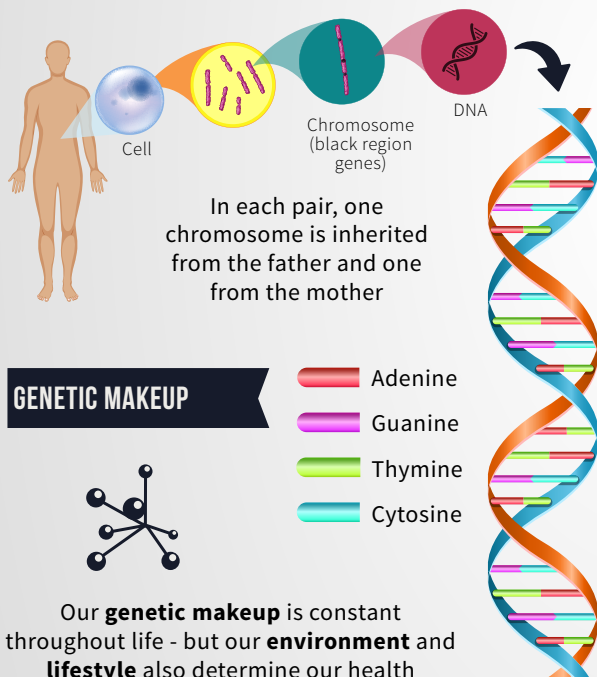 Cell
Chromosome
(black region
genes)
DNA
In each pair, one
chromosome is inherited
from the father and one
from the mother
GENETIC MAKEUP
Adenine
Guanine
Thymine
Cytosine
Our genetic makeup is constant
throughout life - but our environment and
lifestyle also determine our health